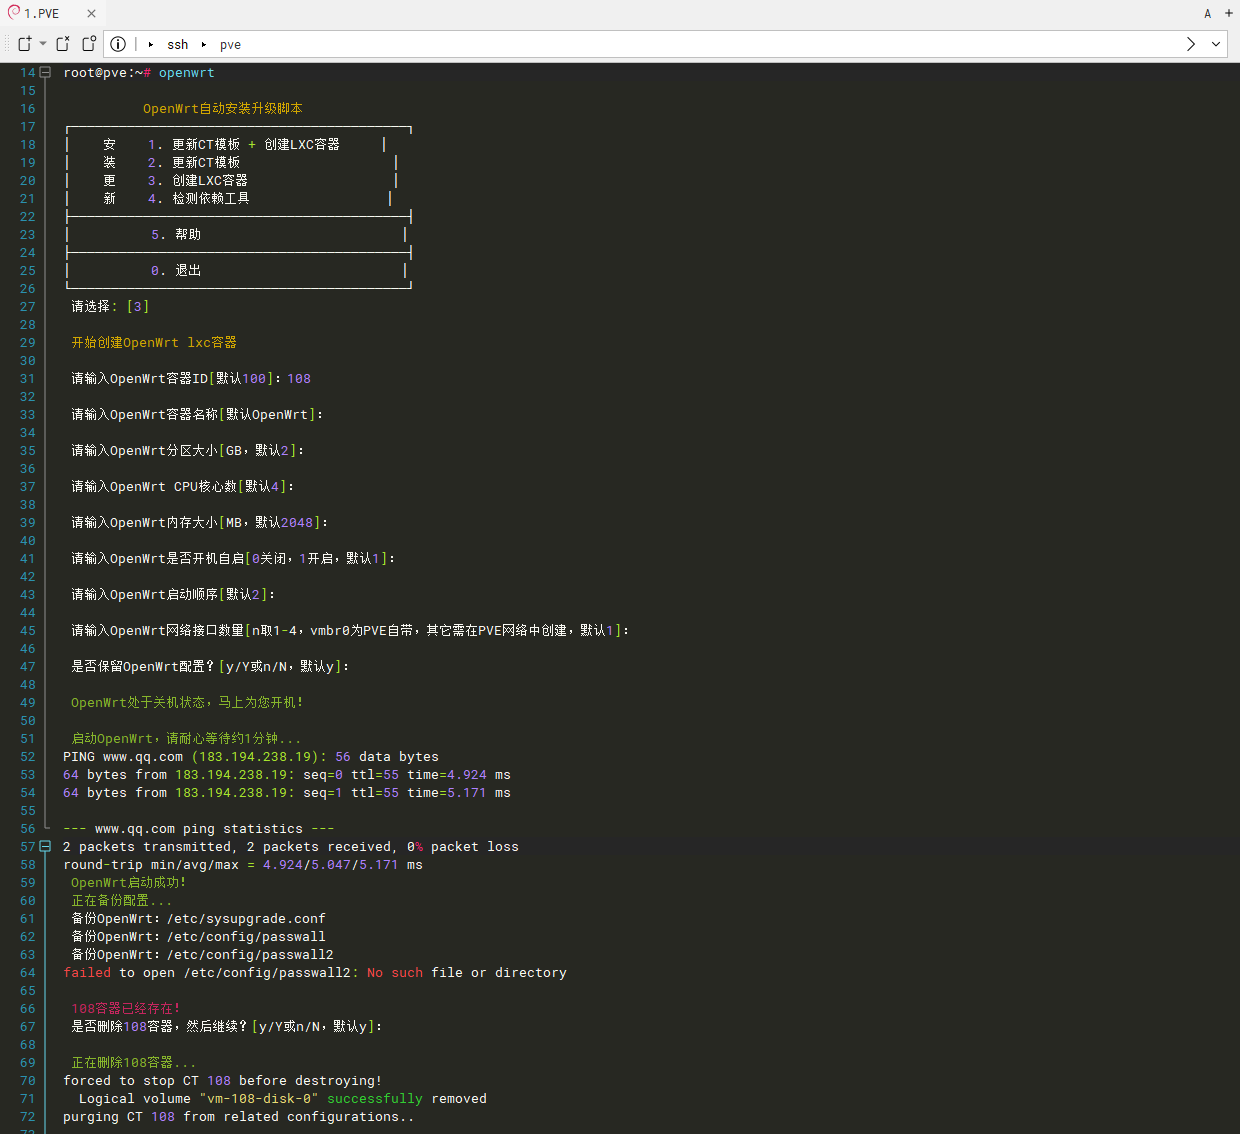 1.PVE
A
ssh
pve
14 root@pve:~# openwrt
15
16 OpenWrt自动安装升级脚本
17
18 安 1. 更新CT模板 + 创建LXC容器
19 装 2. 更新CT模板
20 更 3. 创建LXC容器
21 新 4. 检测依赖工具
22
23 5. 帮助
24
25 0. 退出
26
27 请选择: [3]
28
29 开始创建OpenWrt lxc容器
30
31 请输入OpenWrt容器ID[默认100]：108
32
33 请输入OpenWrt容器名称[默认OpenWrt]：
34
35 请输入OpenWrt分区大小[GB，默认2]：
36
37 请输入OpenWrt CPU核心数[默认4]：
38
39 请输入OpenWrt内存大小[MB，默认2048]：
40
41 请输入OpenWrt是否开机自启[0关闭，1开启，默认1]：
42
43 请输入OpenWrt启动顺序[默认2]：
44
45 请输入OpenWrt网络接口数量[n取1-4，vmbr0为PVE自带，其它需在PVE网络中创建，默认1]：
46
47 是否保留OpenWrt配置？[y/Y或n/N，默认y]：
48
49 OpenWrt处于关机状态，马上为您开机！
50
51 启动OpenWrt，请耐心等待约1分钟...
52 PING www.qq.com (183.194.238.19): 56 data bytes
53 64 bytes from 183.194.238.19: seq=0 ttl=55 time=4.924 ms
54 64 bytes from 183.194.238.19: seq=1 ttl=55 time=5.171 ms
55
56 --- www.qq.com ping statistics ---
57 2 packets transmitted, 2 packets received, 0% packet loss
58 round-trip min/avg/max = 4.924/5.047/5.171 ms
59 OpenWrt启动成功！
60 正在备份配置...
61 备份OpenWrt：/etc/sysupgrade.conf
62 备份OpenWrt：/etc/config/passwall
63 备份OpenWrt：/etc/config/passwall2
64 failed to open /etc/config/passwall2: No such file or directory
65
66 108容器已经存在！
67 是否删除108容器，然后继续？[y/Y或n/N，默认y]：
68
69 正在删除108容器...
70 forced to stop CT 108 before destroying!
71 Logical volume "vm-108-disk-0" successfully removed
72 purging CT 108 from related configurations..
73